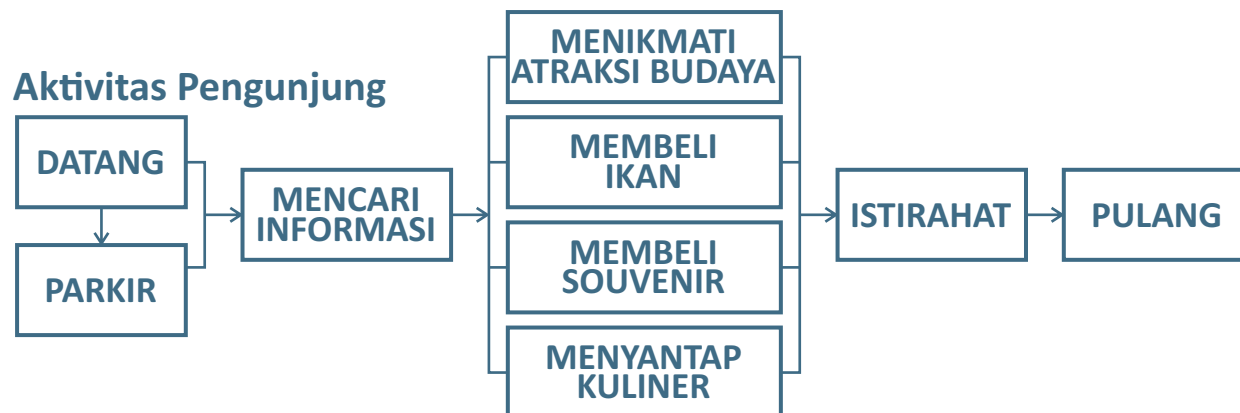 Aktivitas Pengunjung
DATANG
PARKIR
MENCARI
INFORMASI
MENIKMATI
ATRAKSI BUDAYA
MEMBELI
IKAN
MEMBELI
SOUVENIR
MENYANTAP
KULINER
ISTIRAHAT
PULANG